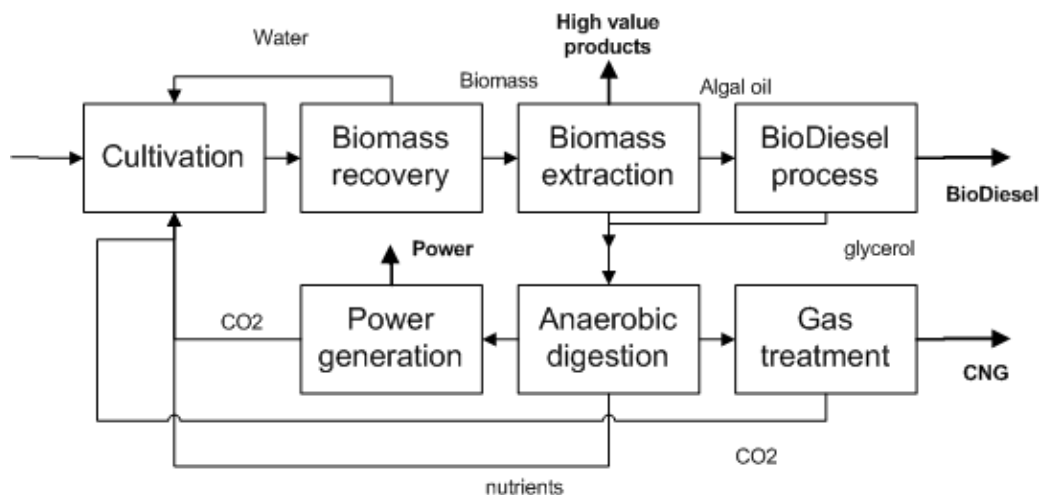 High value
products
Water
Biomass
Algal oil
Cultivation
Biomass
recovery
Biomass
extraction
BioDiesel
process
BioDiesel
Power
glycerol
CO2
Power
generation
Anaerobic
digestion
Gas
treatment
CNG
CO2
nutrients